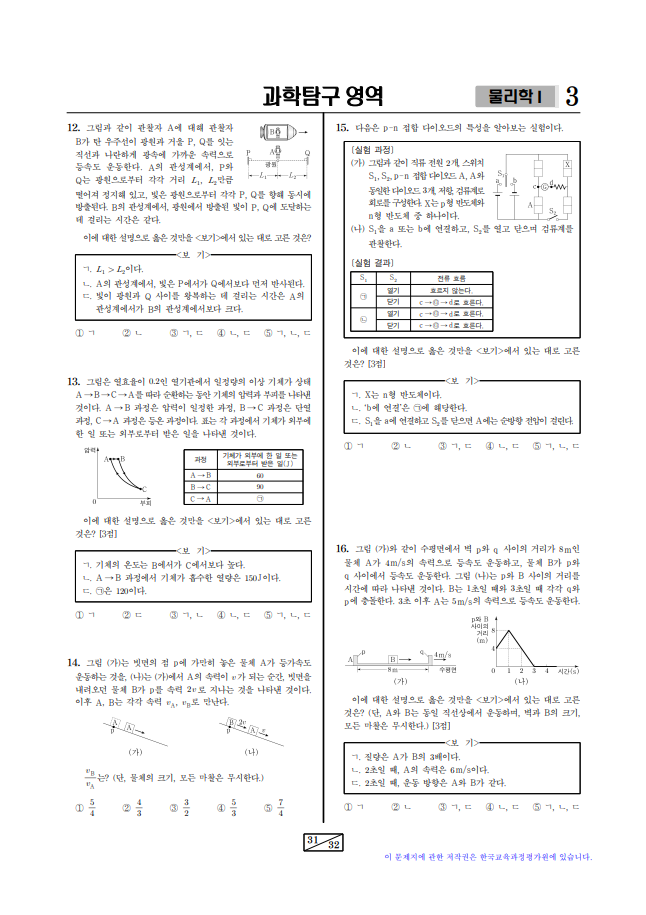 과학탐구 영역
물리학 I
3
12. 그림과 같이 관찰자 A에 대해 관찰자
B가 탄 우주선이 광원과 거울 P, Q를 잇는
직선과 나란하게 광속에 가까운 속력으로
등속도 운동한다. A의 관성계에서, P와
Q는 광원으로부터 각각 거리 L₁, L₂만큼
떨어져 정지해 있고, 빛은 광원으로부터 각각 P, Q를 향해 동시에
방출된다. B의 관성계에서, 광원에서 방출된 빛이 P, Q에 도달하는
데 걸리는 시간은 같다.
B
P A Q
광원
L₁ L₂
이에 대한 설명으로 옳은 것만을 <보기>에서 있는 대로 고른 것은?
<보 기>
ㄱ. L₁ > L₂이다.
ㄴ. A의 관성계에서, 빛은 P에서가 Q에서보다 먼저 반사된다.
ㄷ. 빛이 광원과 Q 사이를 왕복하는 데 걸리는 시간은 A의
관성계에서가 B의 관성계에서보다 크다.
① ㄱ ② ㄴ ③ ㄱ, ㄷ ④ ㄴ, ㄷ ⑤ ㄱ, ㄴ, ㄷ
13. 그림은 열효율이 0.2인 열기관에서 일정량의 이상 기체가 상태
A→B→C→A를 따라 순환하는 동안 기체의 압력과 부피를 나타낸
것이다. A→B 과정은 압력이 일정한 과정, B→C 과정은 단열
과정, C→A 과정은 등온 과정이다. 표는 각 과정에서 기체가 외부에
한 일 또는 외부로부터 받은 일을 나타낸 것이다.
압력
A B
C
0 부피
과정 기체가 외부에 한 일 또는 외부로부터 받은 일(J)
A→B 60
B→C 90
C→A ㉠
이에 대한 설명으로 옳은 것만을 <보기>에서 있는 대로 고른
것은? [3점]
<보 기>
ㄱ. 기체의 온도는 B에서가 C에서보다 높다.
ㄴ. A→B 과정에서 기체가 흡수한 열량은 150J이다.
ㄷ. ㉠은 120이다.
① ㄱ ② ㄷ ③ ㄱ, ㄴ ④ ㄴ, ㄷ ⑤ ㄱ, ㄴ, ㄷ
14. 그림 (가)는 빗면의 점 p에 가만히 놓은 물체 A가 등가속도
운동하는 것을, (나)는 (가)에서 A의 속력이 v가 되는 순간, 빗면을
내려오던 물체 B가 p를 속력 2v로 지나는 것을 나타낸 것이다.
이후 A, B는 각각 속력 vA, vB로 만난다.
A A p
(가)
B 2v A v p
(나)
vB/vA는? (단, 물체의 크기, 모든 마찰은 무시한다.)
① 5/4 ② 4/3 ③ 3/2 ④ 5/3 ⑤ 7/4
15. 다음은 p-n 접합 다이오드의 특성을 알아보는 실험이다.
[실험 과정]
(가) 그림과 같이 직류 전원 2개, 스위치
S₁, S₂, p-n 접합 다이오드 A, A와
동일한 다이오드 3개, 저항, 검류계로
회로를 구성한다. X는 p형 반도체와
n형 반도체 중 하나이다.
(나) S₁을 a 또는 b에 연결하고, S₂를 열고 닫으며 검류계를
관찰한다.
X
S₁
a b
c G d
A
S₂
[실험 결과]
S₁ S₂ 전류 흐름
㉠ 열기 흐르지 않는다.
닫기 c→G→d로 흐른다.
㉡ 열기 c→G→d로 흐른다.
닫기 c→G→d로 흐른다.
이에 대한 설명으로 옳은 것만을 <보기>에서 있는 대로 고른
것은? [3점]
<보 기>
ㄱ. X는 n형 반도체이다.
ㄴ. 'b에 연결'은 ㉠에 해당한다.
ㄷ. S₁을 a에 연결하고 S₂를 닫으면 A에는 순방향 전압이 걸린다.
① ㄱ ② ㄴ ③ ㄱ, ㄷ ④ ㄴ, ㄷ ⑤ ㄱ, ㄴ, ㄷ
16. 그림 (가)와 같이 수평면에서 벽 p와 q 사이의 거리가 8m인
물체 A가 4m/s의 속력으로 등속도 운동하고, 물체 B가 p와
q 사이에서 등속도 운동한다. 그림 (나)는 p와 B 사이의 거리를
시간에 따라 나타낸 것이다. B는 1초일 때와 3초일 때 각각 q와
p에 충돌한다. 3초 이후 A는 5m/s의 속력으로 등속도 운동한다.
A p B q 4m/s
8m 수평면
(가)
p와 B
사이의
거리
(m)
8
4
0 1 2 3 4 시간(s)
(나)
이에 대한 설명으로 옳은 것만을 <보기>에서 있는 대로 고른
것은? (단, A와 B는 동일 직선상에서 운동하며, 벽과 B의 크기,
모든 마찰은 무시한다.) [3점]
<보 기>
ㄱ. 질량은 A가 B의 3배이다.
ㄴ. 2초일 때, A의 속력은 6m/s이다.
ㄷ. 2초일 때, 운동 방향은 A와 B가 같다.
① ㄱ ② ㄴ ③ ㄱ, ㄷ ④ ㄴ, ㄷ ⑤ ㄱ, ㄴ, ㄷ
31
32
이 문제지에 관한 저작권은 한국교육과정평가원에 있습니다.